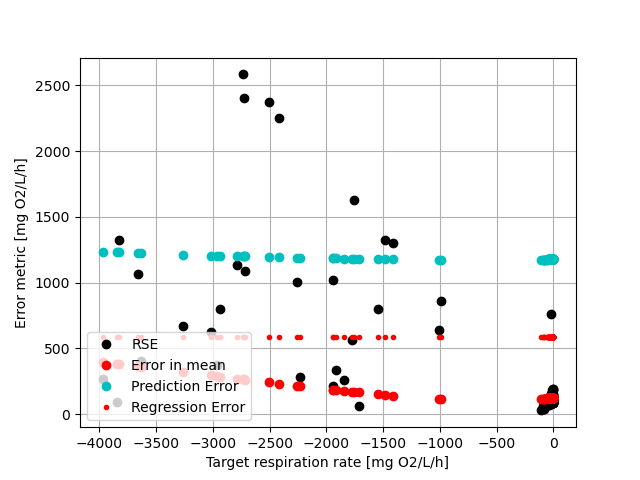 2500
2000
1500
1000
500
0
Error metric [mg O2/L/h]
RSE
Error in mean
Prediction Error
Regression Error
−4000 −3500 −3000 −2500 −2000 −1500 −1000 −500 0
Target respiration rate [mg O2/L/h]